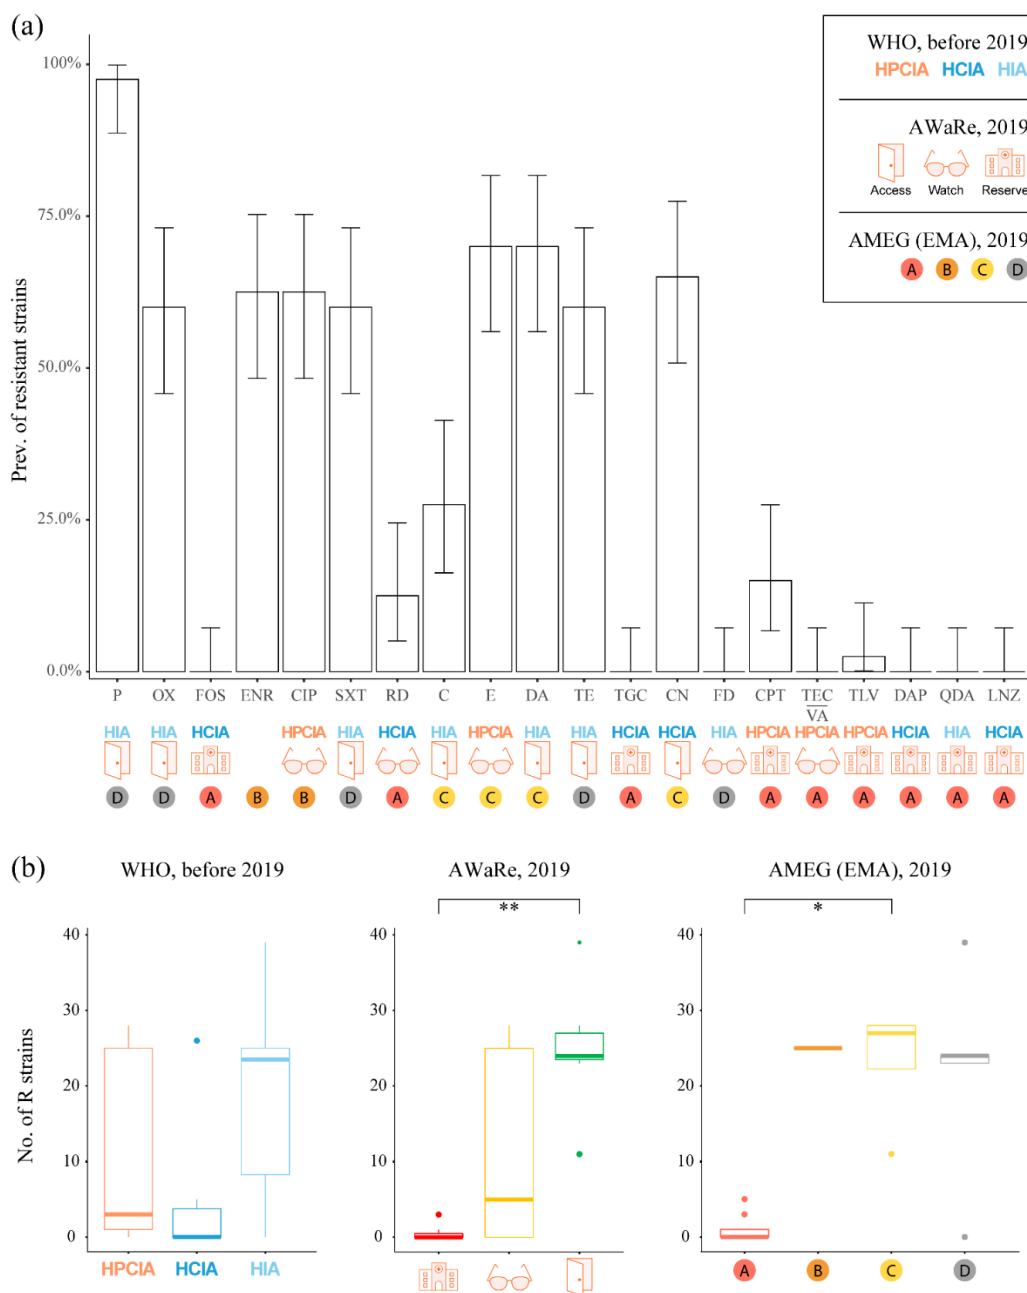 (a)
WHO, before 2019
HPCIA HCIA HIA
AWaRe, 2019
Access Watch Reserve
AMEG (EMA), 2019
A B C D
Prev. of resistant strains
100%
75.0%
50.0%
25.0%
0.0%
P OX FOS ENR CIP SXT RD C E DA TE TGC CN FD CPT TEC TLV DAP QDA LNZ
VA
HIA HIA HCIA HPCIA HIA HCIA HIA HPCIA HIA HIA HCIA HCIA HIA HPCIA HPCIA HPCIA HCIA HIA HCIA
D D A B B D A C C C D A C D A A A A A A
(b)
WHO, before 2019 AWaRe, 2019 AMEG (EMA), 2019
** *
No. of R strains
40 40 40
30 30 30
20 20 20
10 10 10
0 0 0
HPCIA HCIA HIA A B C D